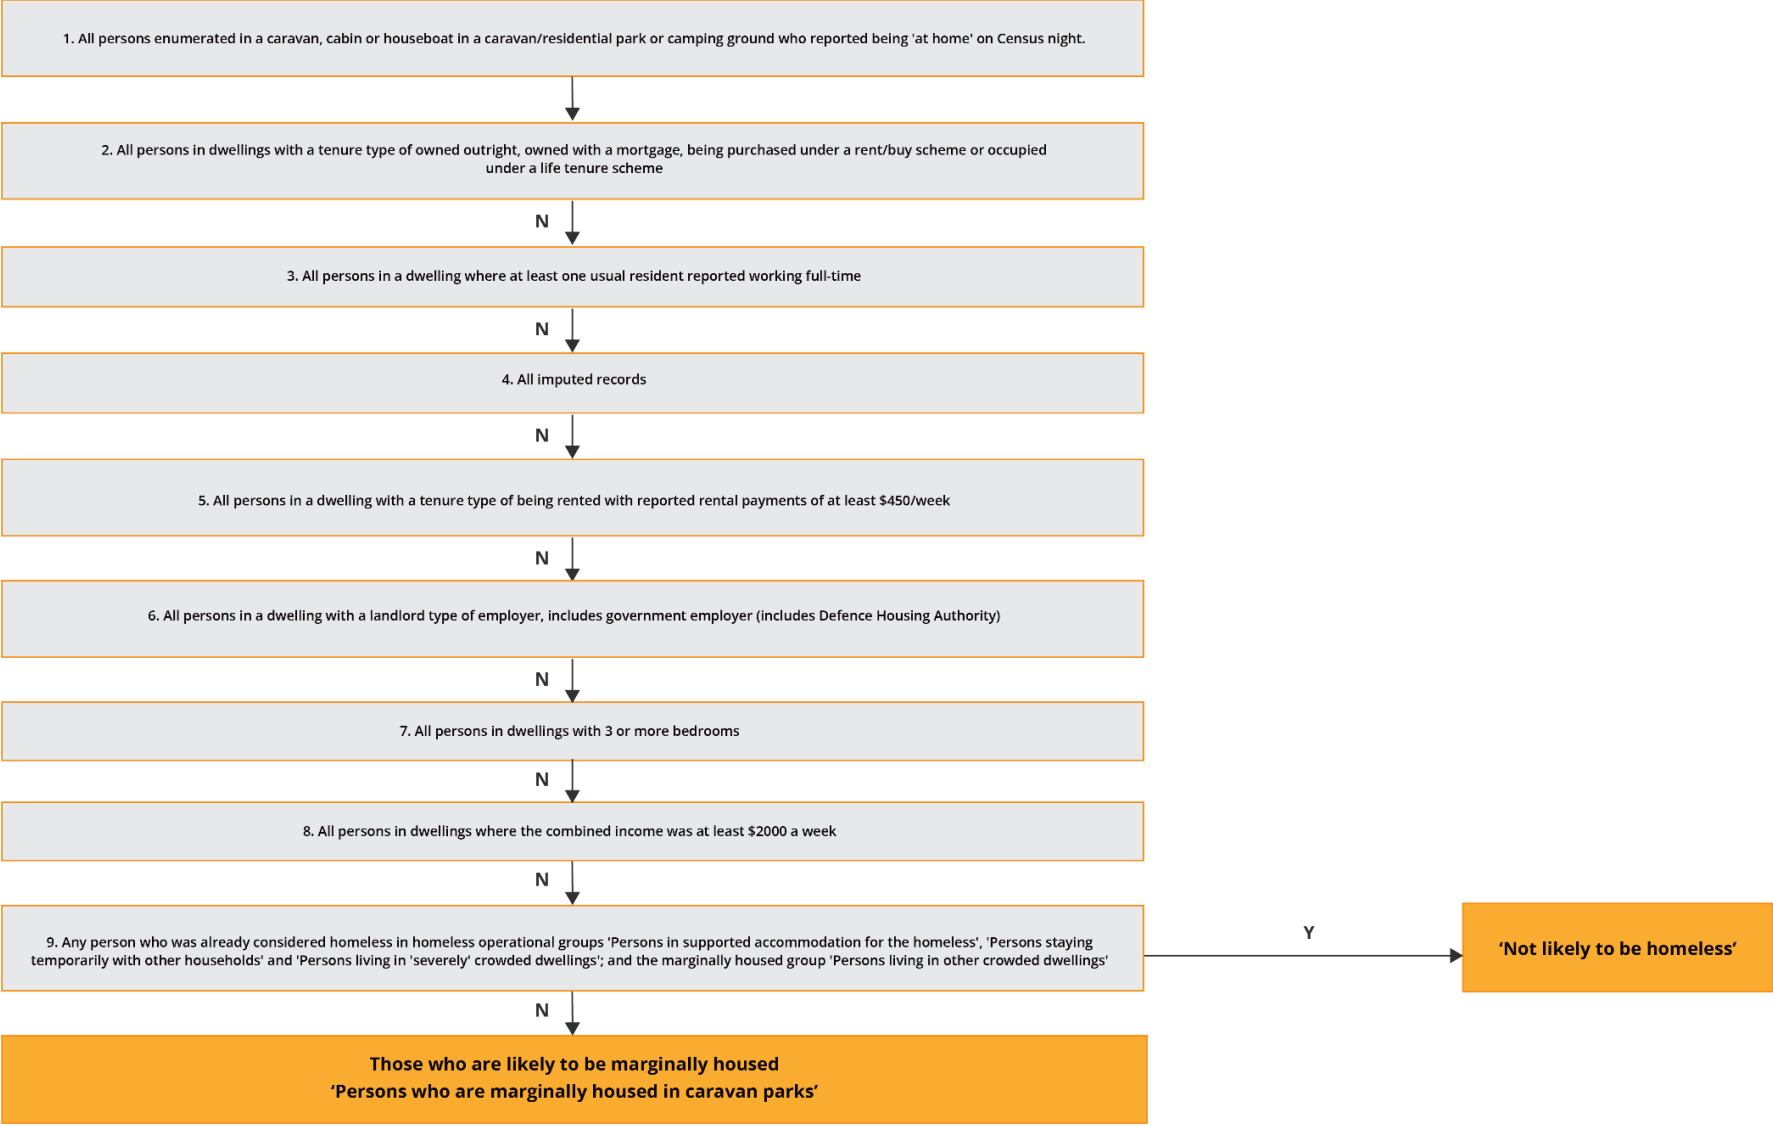 1. All persons enumerated in a caravan, cabin or houseboat in a caravan/residential park or camping ground who reported being 'at home' on Census night.
2. All persons in dwellings with a tenure type of owned outright, owned with a mortgage, being purchased under a rent/buy scheme or occupied
under a life tenure scheme
N
3. All persons in a dwelling where at least one usual resident reported working full-time
N
4. All imputed records
N
5. All persons in a dwelling with a tenure type of being rented with reported rental payments of at least $450/week
N
6. All persons in a dwelling with a landlord type of employer, includes government employer (includes Defence Housing Authority)
N
7. All persons in dwellings with 3 or more bedrooms
N
8. All persons in dwellings where the combined income was at least $2000 a week
N
9. Any person who was already considered homeless in homeless operational groups 'Persons in supported accommodation for the homeless', 'Persons staying
temporarily with other households' and 'Persons living in 'severely' crowded dwellings'; and the marginally housed group 'Persons living in other crowded dwellings'
Y
‘Not likely to be homeless’
N
Those who are likely to be marginally housed
‘Persons who are marginally housed in caravan parks’